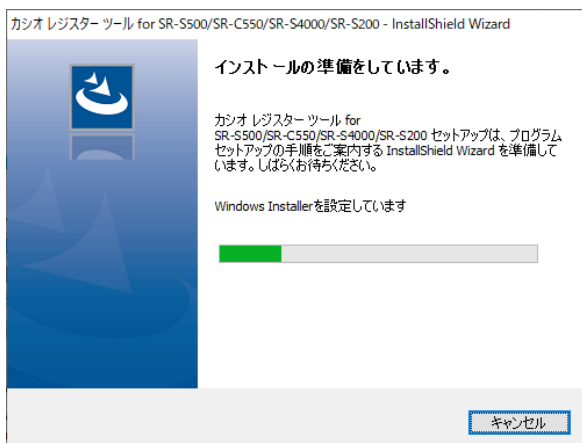 カシオ レジスター ツール for SR-S500/SR-C550/SR-S4000/SR-S200 - InstallShield Wizard
インストールの準備をしています。
カシオ レジスター ツール for
SR-S500/SR-C550/SR-S4000/SR-S200 セットアップは、プログラム
セットアップの手順をご案内する InstallShield Wizard を準備して
います。しばらくお待ちください。
Windows Installerを設定しています
キャンセル